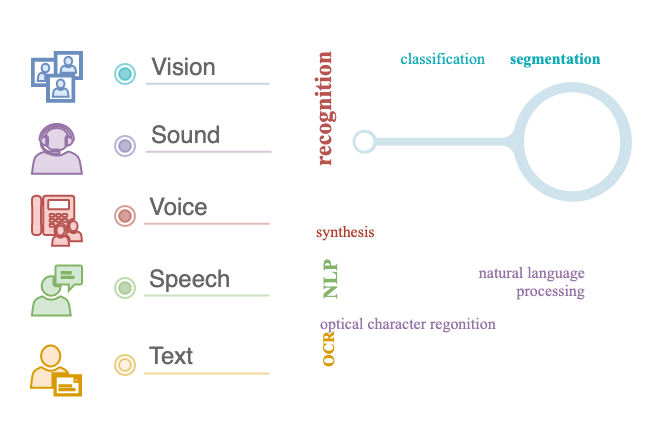 Vision
Sound
Voice
Speech
Text
recognition
classification
segmentation
synthesis
NLP
natural language
processing
optical character regonition
OCR